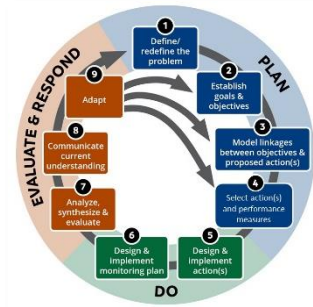 1
Define/
redefine the
problem
PLAN
2
Establish
goals &
objectives
3
Model linkages
between objectives &
proposed action(s)
4
Select action(s)
and performance
measures
5
Design &
implement
action(s)
DO
6
Design &
implement
monitoring plan
7
Analyze,
synthesize &
evaluate
EVALUATE & RESPOND
8
Communicate
current
understanding
9
Adapt